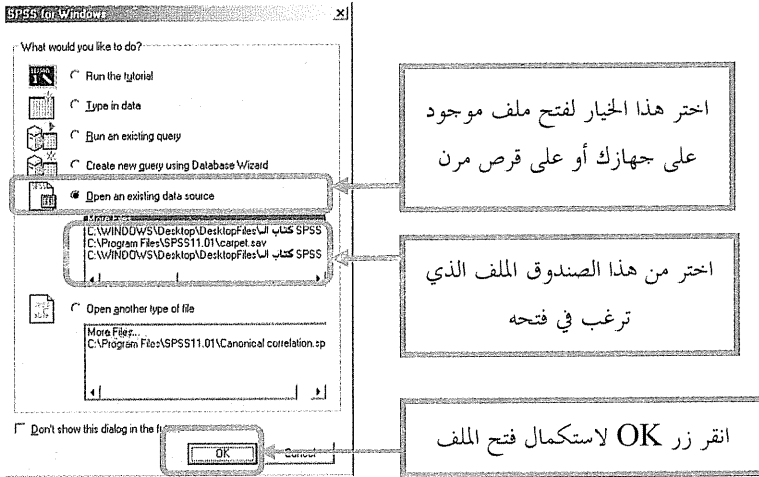 SPSS for Windows
What would you like to do?
Run the tutorial
Type in data
Run an existing query
Create new query using Database Wizard
Open an existing data source
More Files...
C:\WINDOWS\Desktop\DesktopFiles\كتاب ال SPSS
C:\Program Files\SPSS11.01\carpet.sav
C:\WINDOWS\Desktop\DesktopFiles\كتاب ال SPSS
Open another type of file
More Files...
C:\Program Files\SPSS11.01\Canonical correlation.sp
Don't show this dialog in the
OK
Cancel
اختر هذا الخيار لفتح ملف موجود
على جهازك أو على قرص مرن
اختر من هذا الصندوق الملف الذي
ترغب في فتحه
انقر زر OK لاستكمال فتح الملف